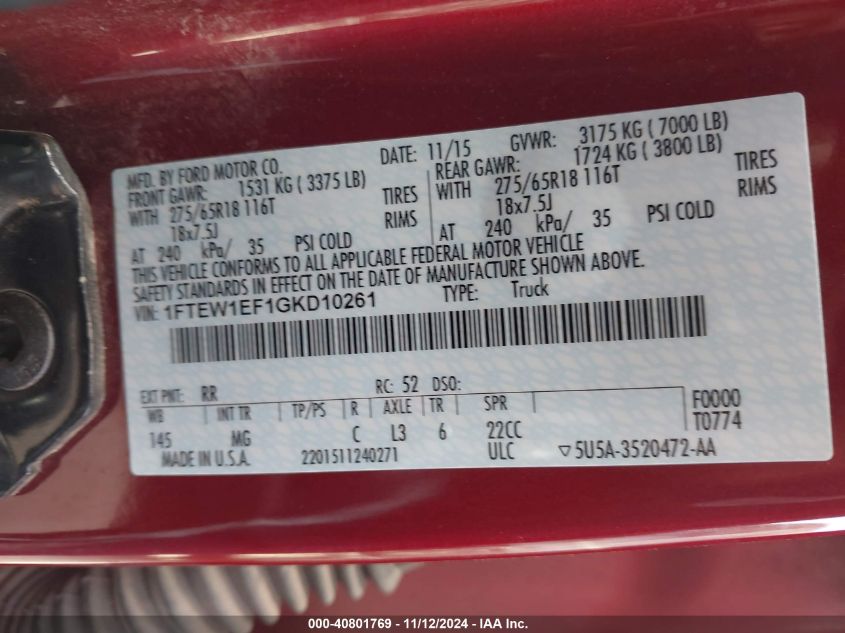 MFD. BY FORD MOTOR CO. DATE: 11/15 GVWR: 3175 KG ( 7000 LB)
FRONT GAWR: 1531 KG ( 3375 LB) REAR GAWR: 1724 KG ( 3800 LB)
WITH 275/65R18 116T TIRES WITH 275/65R18 116T TIRES
18x7.5J RIMS 18x7.5J RIMS
AT 240 kPa/ 35 PSI COLD AT 240 kPa/ 35 PSI COLD
THIS VEHICLE CONFORMS TO ALL APPLICABLE FEDERAL MOTOR VEHICLE
SAFETY STANDARDS IN EFFECT ON THE DATE OF MANUFACTURE SHOWN ABOVE.
VIN: 1FTEW1EF1GKD10261 TYPE: Truck
EXT PNT: RR RC: 52 DSO:
WB INT TR TP/PS R AXLE TR SPR F0000
145 MG C L3 6 22CC T0774
MADE IN U.S.A. 2201511240271 ULC ▽5U5A-3520472-AA
000-40801769 - 11/12/2024 - IAA Inc.